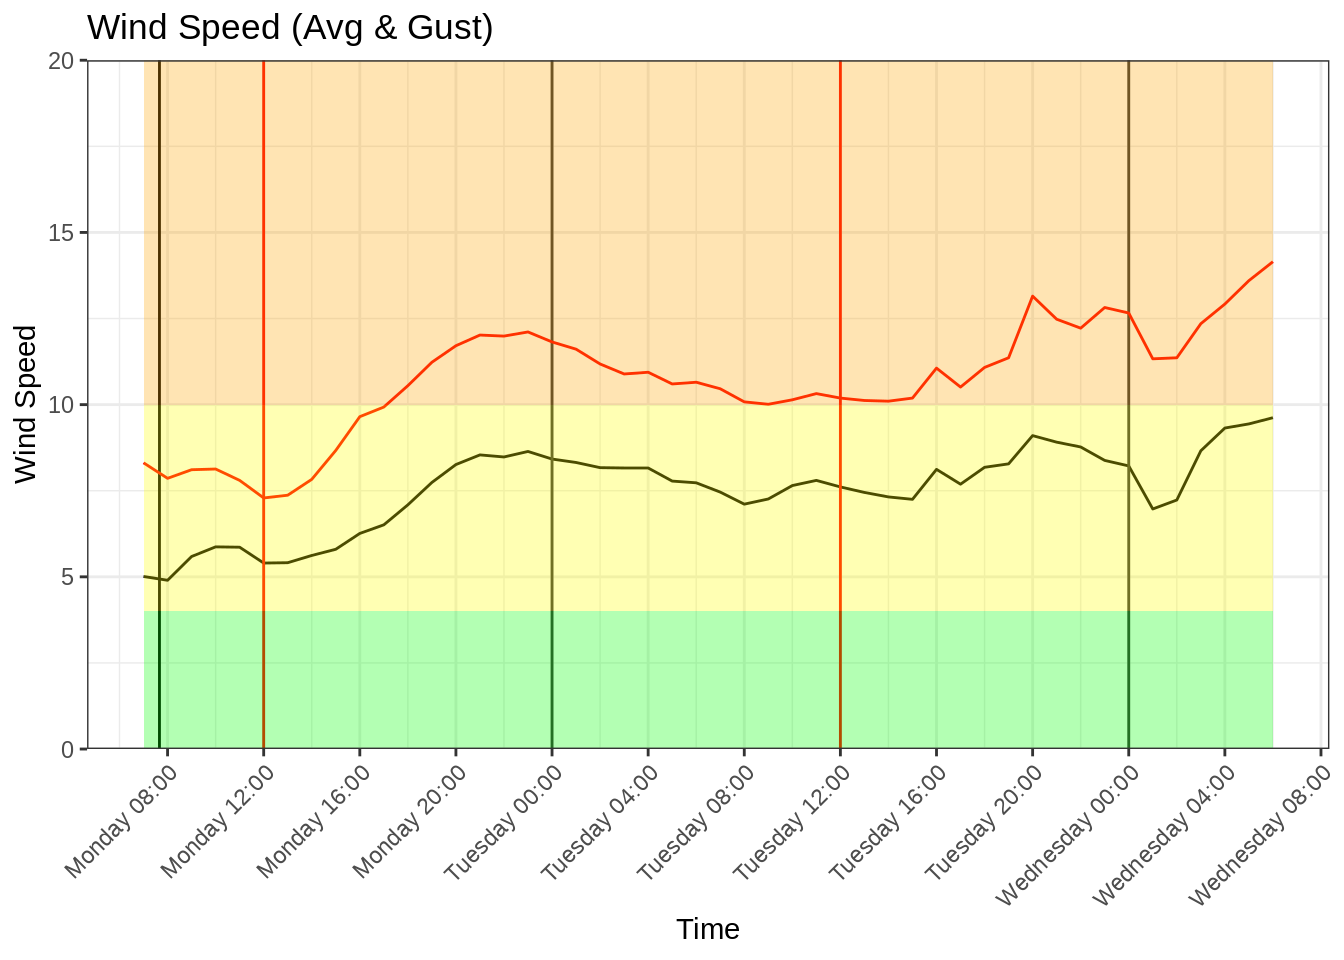 Wind Speed (Avg & Gust)
20
15
10
5
0
Wind Speed
Monday 08:00
Monday 12:00
Monday 16:00
Monday 20:00
Tuesday 00:00
Tuesday 04:00
Tuesday 08:00
Tuesday 12:00
Tuesday 16:00
Tuesday 20:00
Wednesday 00:00
Wednesday 04:00
Wednesday 08:00
Time